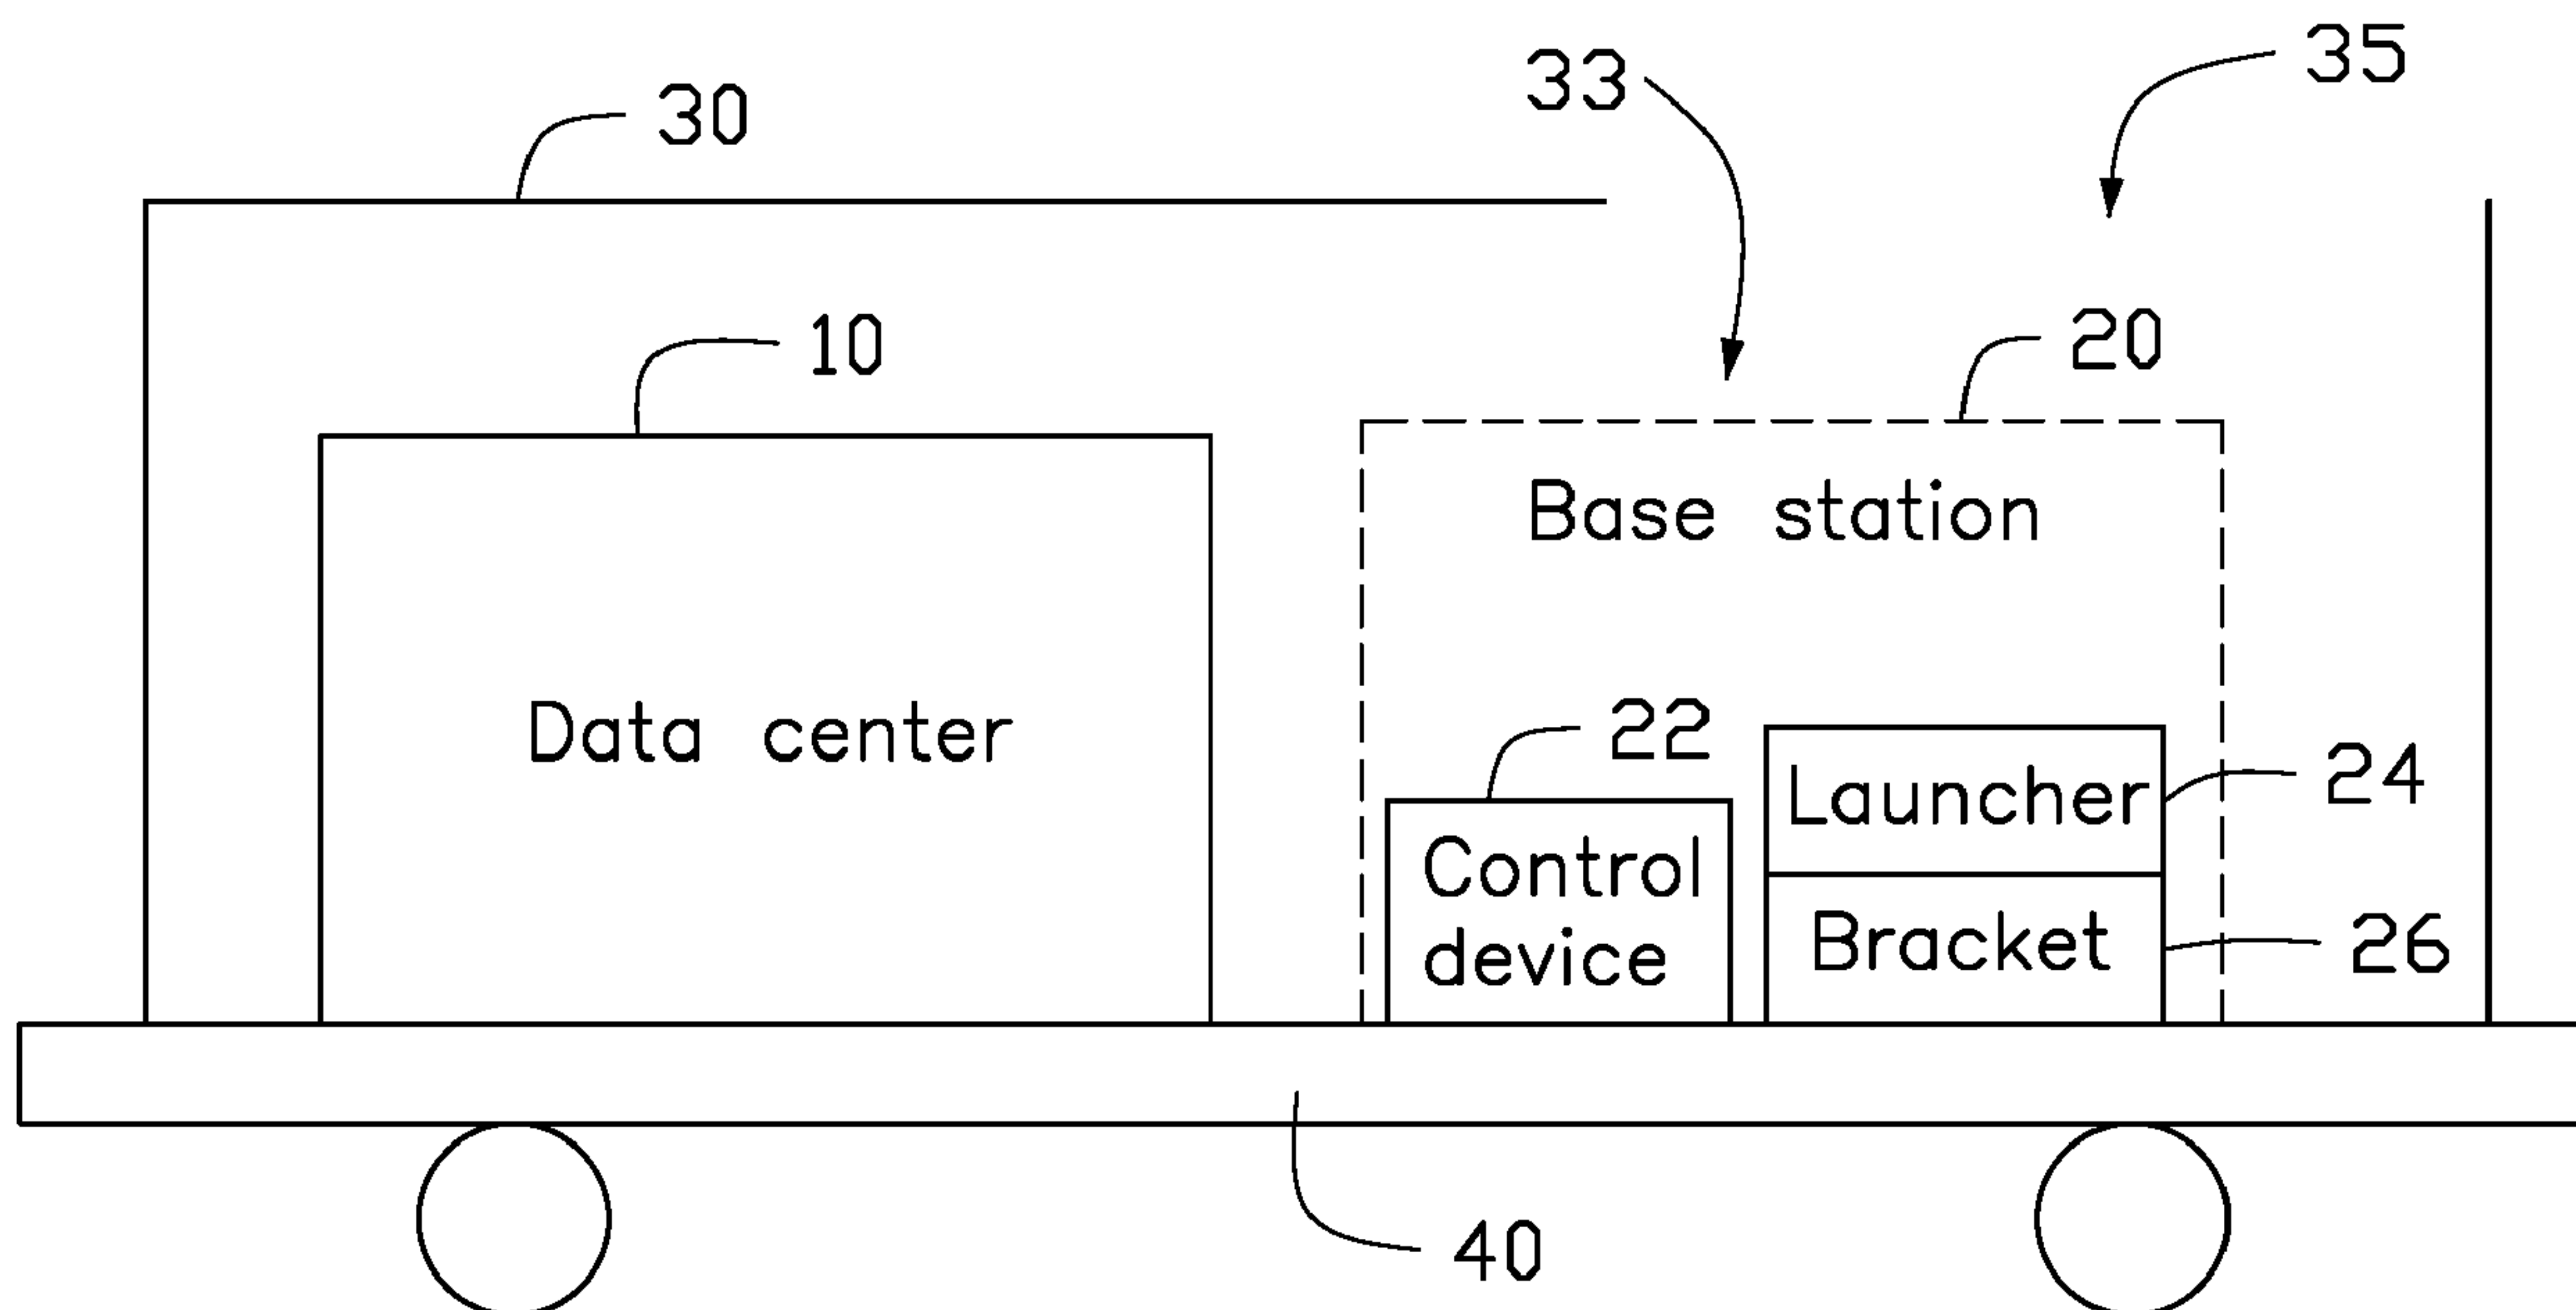 35
33
30
20
10
Base station
Data center
22
Launcher
24
Control
device
Bracket
26
40